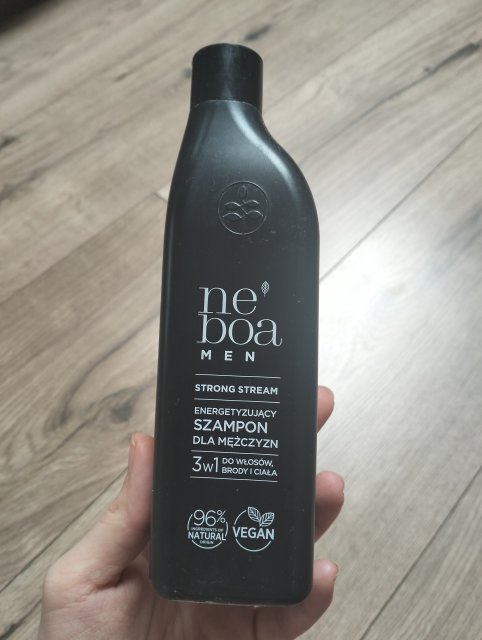 ne
boa
MEN
STRONG STREAM
ENERGETYZUJĄCY
SZAMPON
DLA MĘŻCZYZN
3w1 DO WŁOSÓW,
BRODY I CIAŁA
96%
INGREDIENTS OF
NATURAL
ORIGIN
VEGAN